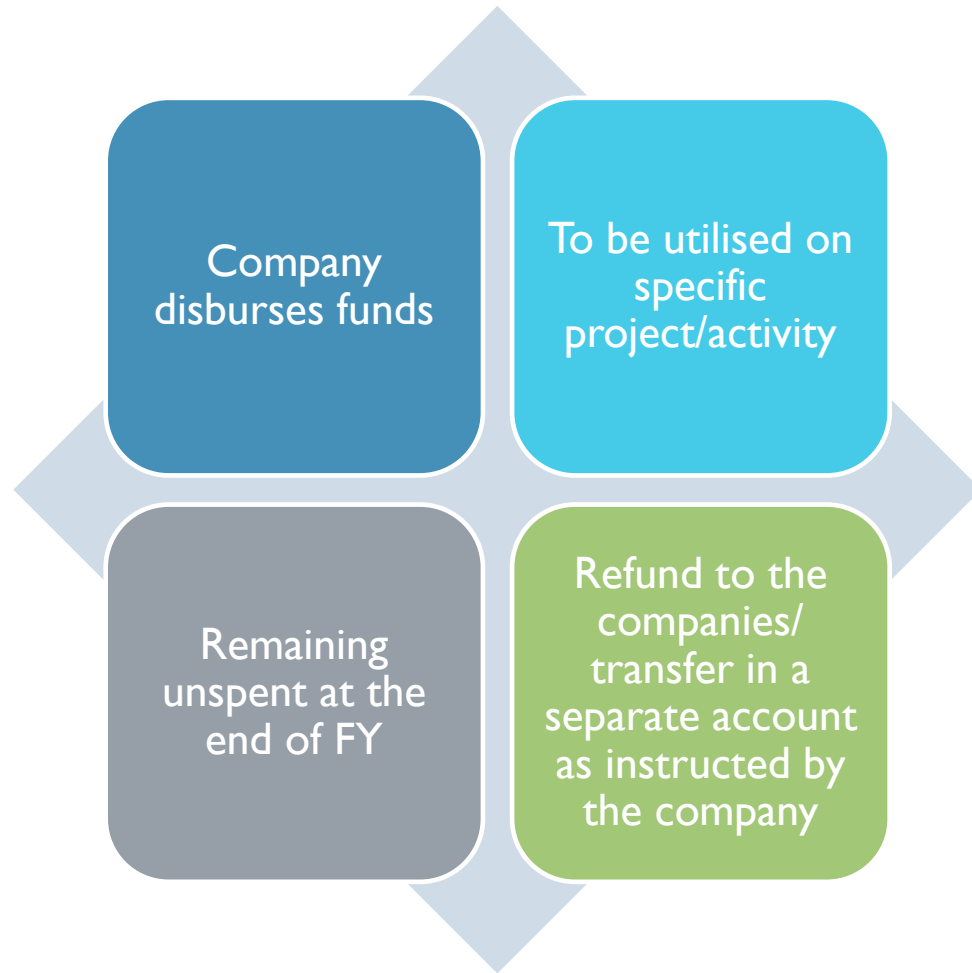 Company
disburses funds
To be utilised on
specific
project/activity
Remaining
unspent at the
end of FY
Refund to the
companies/
transfer in a
separate account
as instructed by
the company